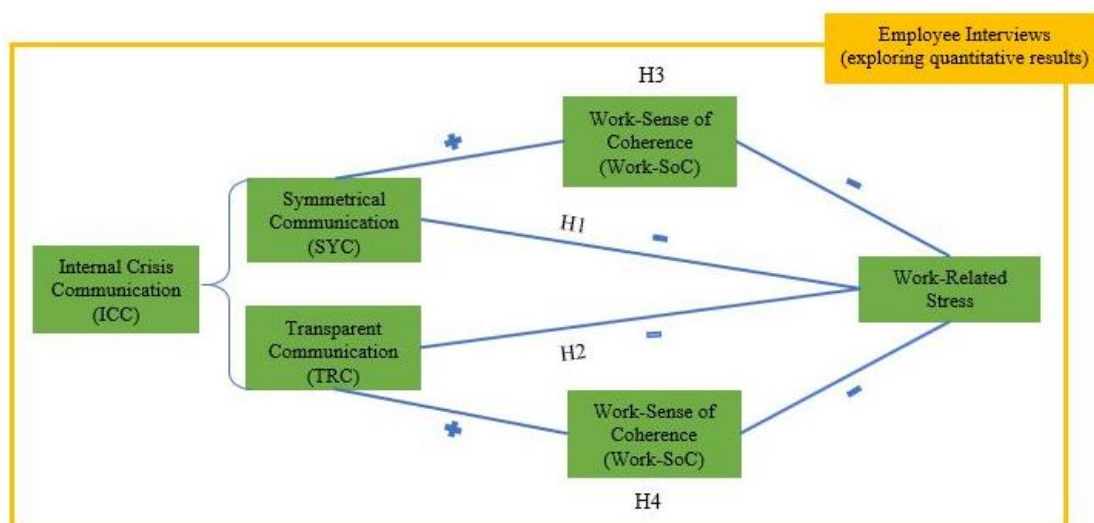 Employee Interviews
(exploring quantitative results)
H3
Work-Sense of
Coherence
(Work-SoC)
+
-
Symmetrical
Communication
(SYC)
H1
-
Internal Crisis
Communication
(ICC)
Work-Related
Stress
Transparent
Communication
(TRC)
H2
-
+
Work-Sense of
Coherence
(Work-SoC)
-
H4